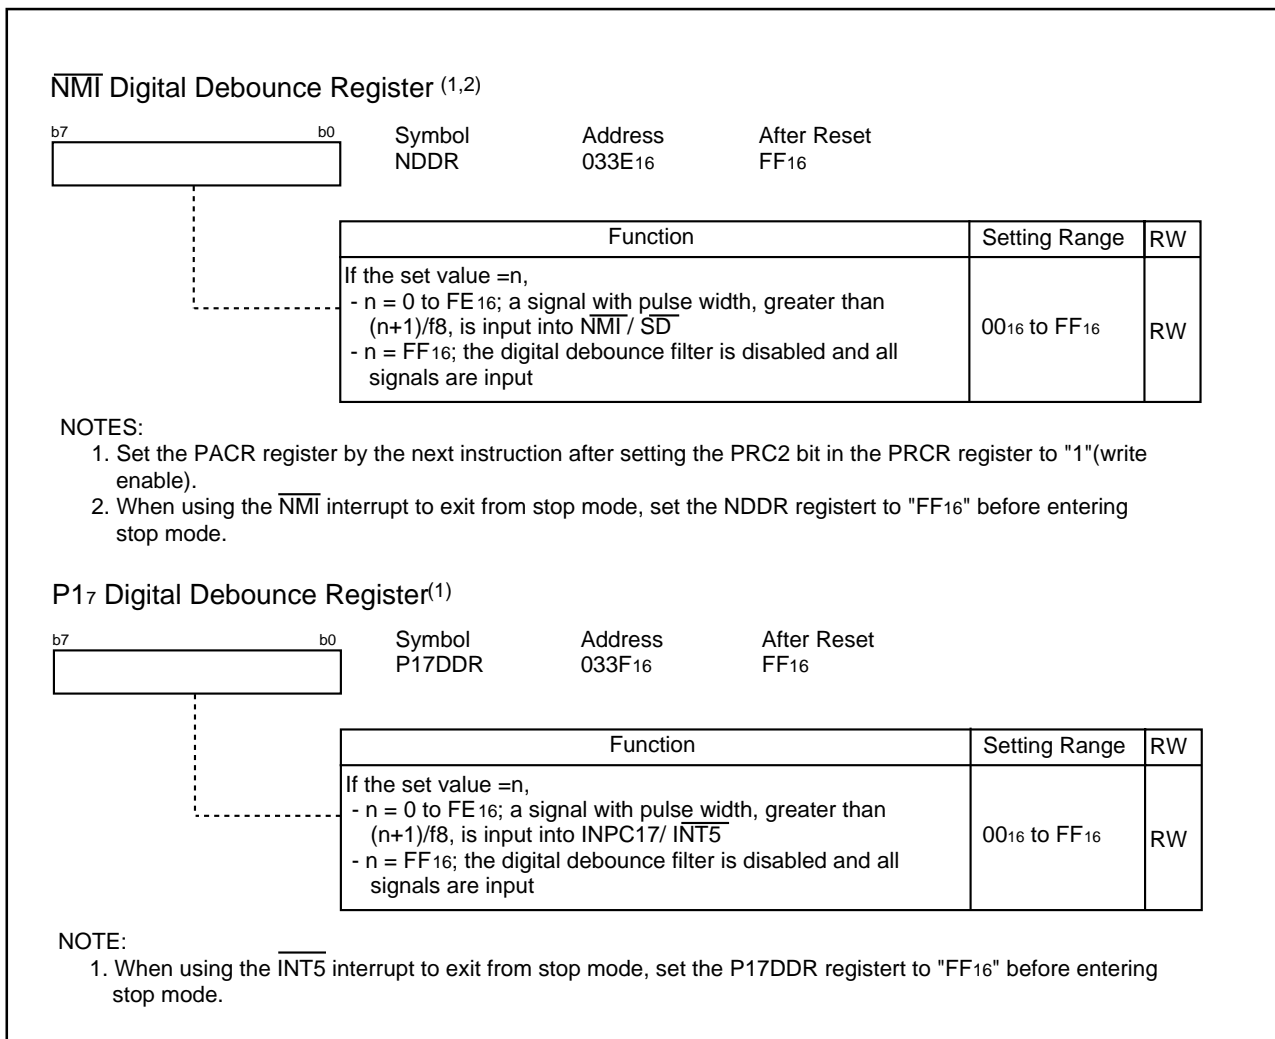 NMI Digital Debounce Register (1,2)
b7 b0 Symbol Address After Reset
NDDR 033E16 FF16
Function Setting Range RW
If the set value =n,
- n = 0 to FE16; a signal with pulse width, greater than
(n+1)/f8, is input into NMI / SD
- n = FF16; the digital debounce filter is disabled and all
signals are input
0016 to FF16 RW
NOTES:
1. Set the PACR register by the next instruction after setting the PRC2 bit in the PRCR register to "1"(write
enable).
2. When using the NMI interrupt to exit from stop mode, set the NDDR registert to "FF16" before entering
stop mode.
P17 Digital Debounce Register(1)
b7 b0 Symbol Address After Reset
P17DDR 033F16 FF16
Function Setting Range RW
If the set value =n,
- n = 0 to FE16; a signal with pulse width, greater than
(n+1)/f8, is input into INPC17/ INT5
- n = FF16; the digital debounce filter is disabled and all
signals are input
0016 to FF16 RW
NOTE:
1. When using the INT5 interrupt to exit from stop mode, set the P17DDR registert to "FF16" before entering
stop mode.